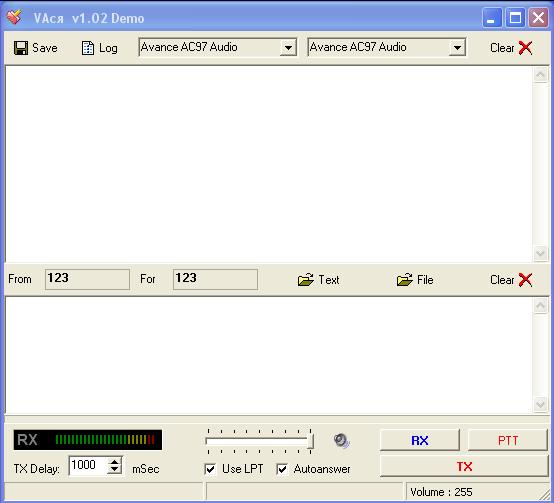 VAcя v1.02 Demo
Save Log Avance AC97 Audio Avance AC97 Audio Clear
From 123 For 123 Text File Clear
RX RX PTT
TX Delay: 1000 mSec Use LPT Autoanswer TX
Volume : 255